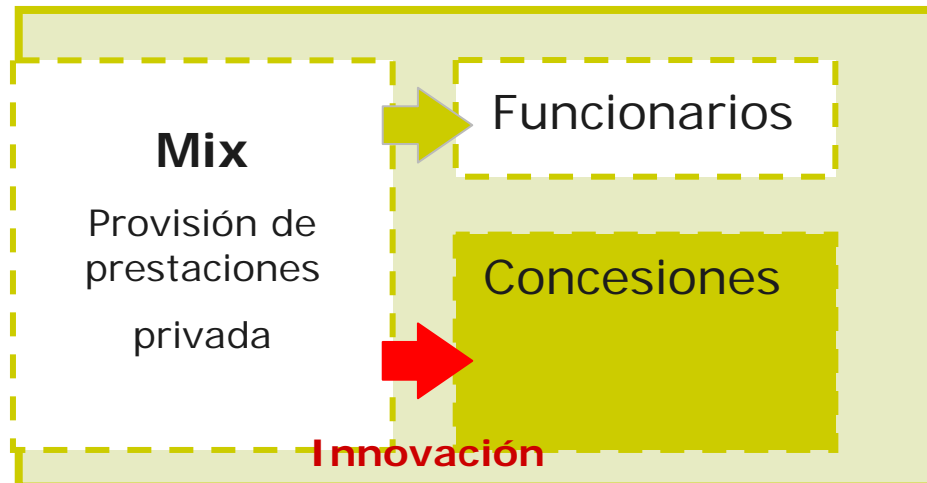 Mix
Provisión de
prestaciones
privada
Funcionarios
Concesiones
Innovación